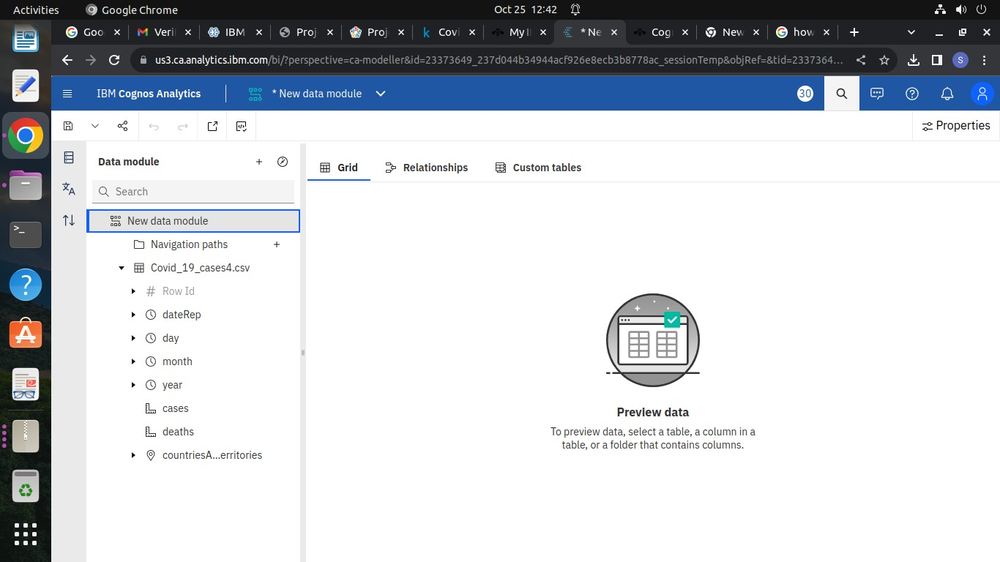 Activities
Google Chrome
Oct 25 12:42
Goo
Veri
IBM
Proj
Proj
Covi
My I
* Ne
Cog
New
how
us3.ca.analytics.ibm.com/bi/?perspective=ca-modeller&id=23373649_237d044b34944acf926e8ecb3b8778ac_sessionTemp&objRef=&tid=2337364...
S
IBM Cognos Analytics
* New data module
30
Properties
Data module
Search
New data module
Navigation paths
Covid_19_cases4.csv
Row Id
dateRep
day
month
year
cases
deaths
countriesA...erritories
Grid
Relationships
Custom tables
Preview data
To preview data, select a table, a column in a
table, or a folder that contains columns.